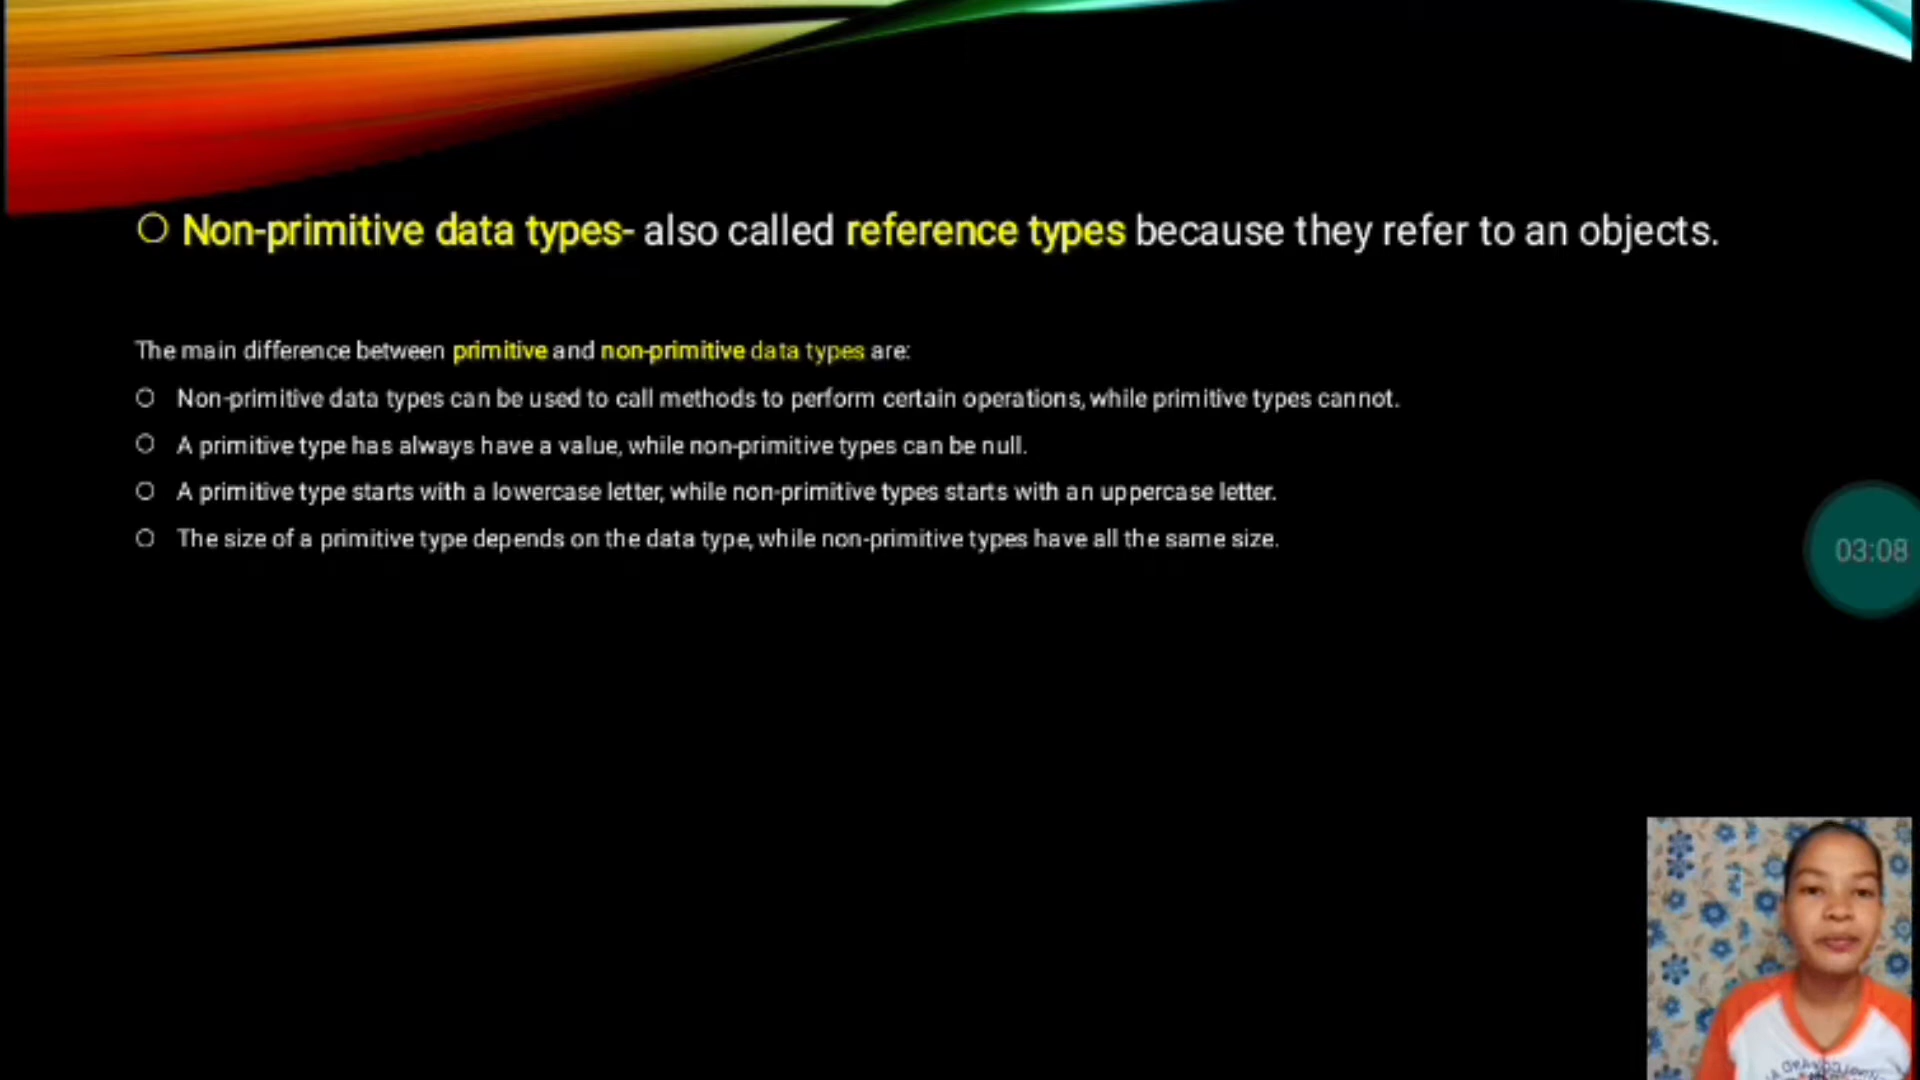 Non-primitive data types- also called reference types because they refer to an objects.
The main difference between primitive and non-primitive data types are:
Non-primitive data types can be used to call methods to perform certain operations, while primitive types cannot.
A primitive type has always have a value, while non-primitive types can be null.
A primitive type starts with a lowercase letter, while non-primitive types starts with an uppercase letter.
The size of a primitive type depends on the data type, while non-primitive types have all the same size.
03:08